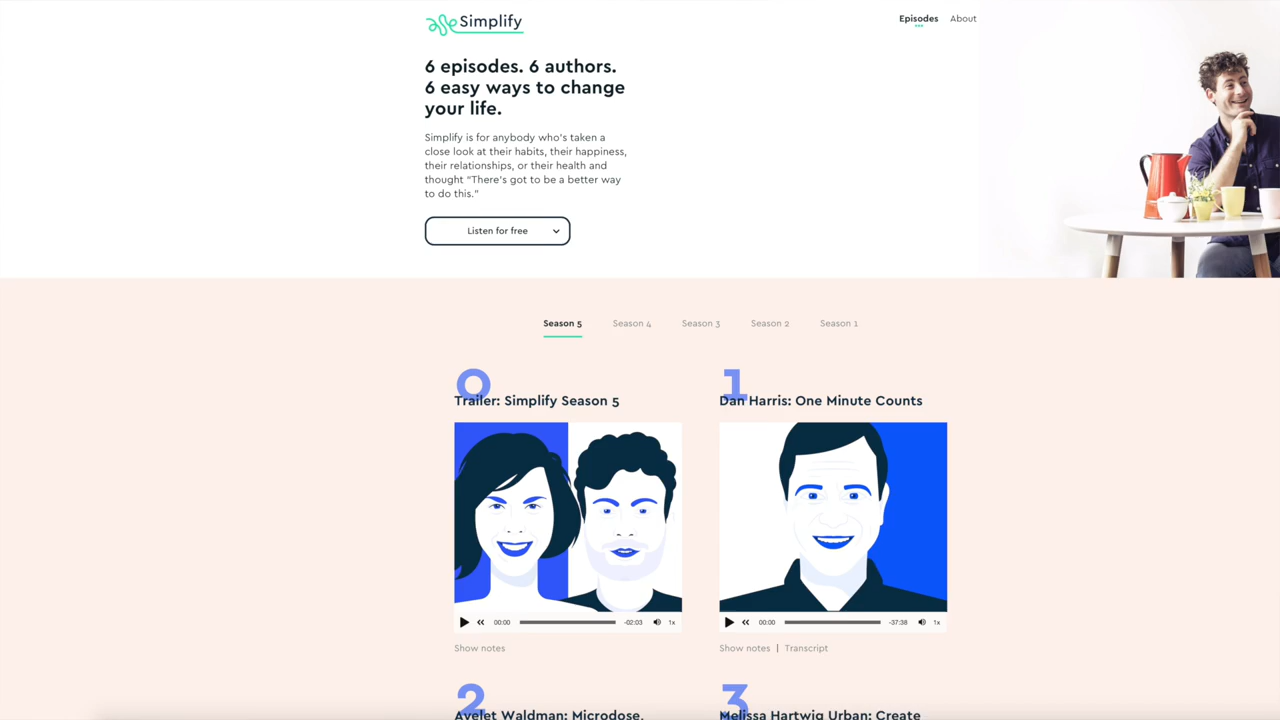 Simplify
Episodes
About
6 episodes. 6 authors.
6 easy ways to change
your life.
Simplify is for anybody who's taken a
close look at their habits, their happiness,
their relationships, or their health and
thought “There's got to be a better way
to do this.”
Listen for free
Season 5
Season 4
Season 3
Season 2
Season 1
0
Trailer: Simplify Season 5
1
Dan Harris: One Minute Counts
00:00
-02:03
1x
00:00
-37:38
1x
Show notes
Show notes | Transcript
2
Ayelet Waldman: Microdose,
3
Melissa Hartwig Urban: Create